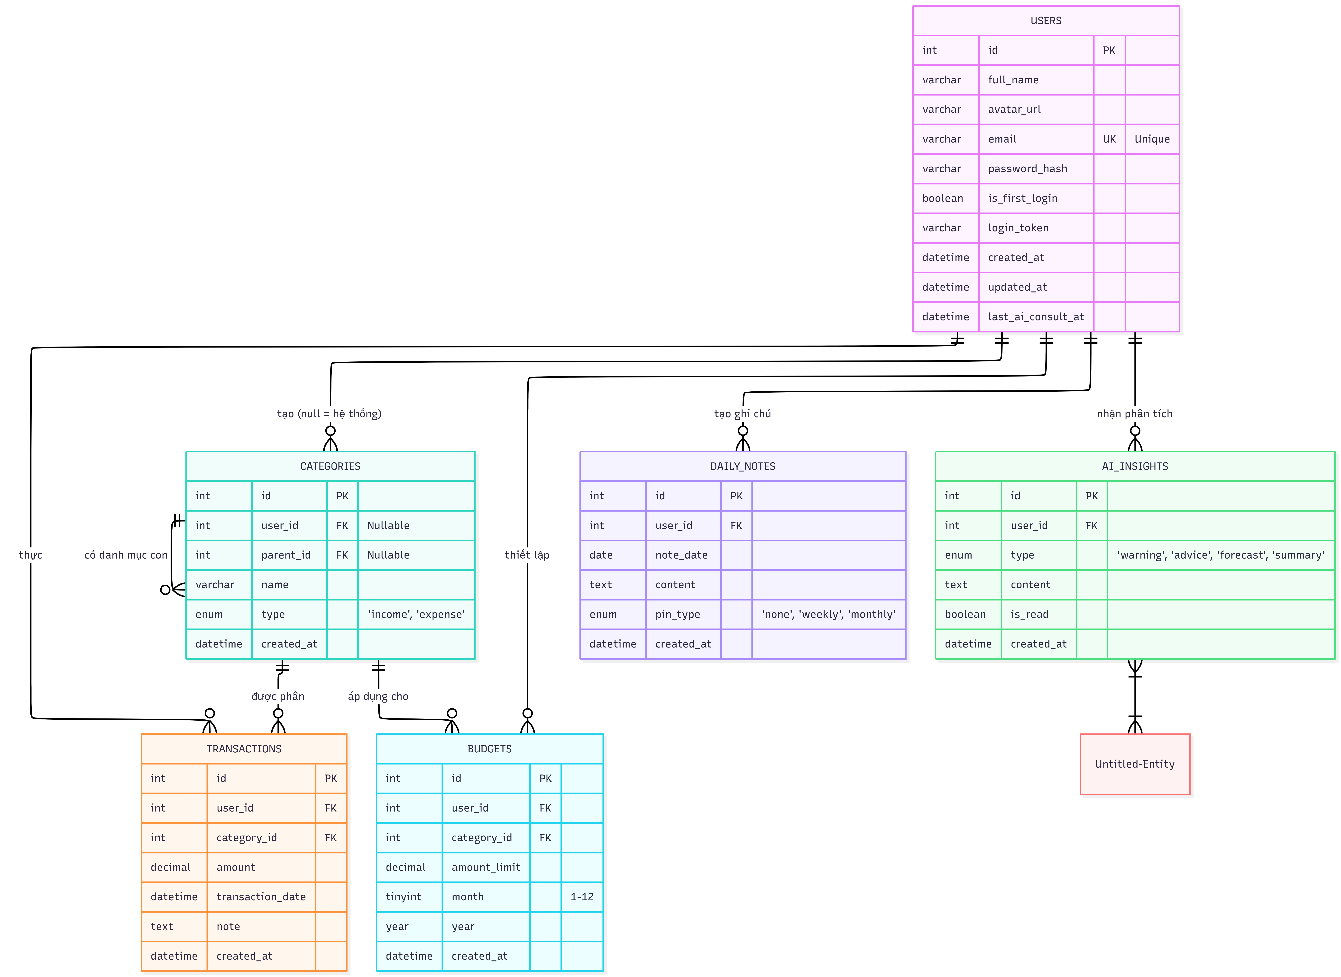 USERS
int id PK
varchar full_name
varchar avatar_url
varchar email UK Unique
varchar password_hash
boolean is_first_login
varchar login_token
datetime created_at
datetime updated_at
datetime last_ai_consult_at
tạo (null = hệ thống)
tạo ghi chú
nhận phân tích
CATEGORIES
int id PK
int user_id FK Nullable
int parent_id FK Nullable
varchar name
enum type 'income', 'expense'
datetime created_at
DAILY_NOTES
int id PK
int user_id FK
date note_date
text content
enum pin_type 'none', 'weekly', 'monthly'
datetime created_at
AI_INSIGHTS
int id PK
int user_id FK
enum type 'warning', 'advice', 'forecast', 'summary'
text content
boolean is_read
datetime created_at
thực
có danh mục con
thiết lập
được phân
áp dụng cho
TRANSACTIONS
int id PK
int user_id FK
int category_id FK
decimal amount
datetime transaction_date
text note
datetime created_at
BUDGETS
int id PK
int user_id FK
int category_id FK
decimal amount_limit
tinyint month 1-12
year year
datetime created_at
Untitled-Entity